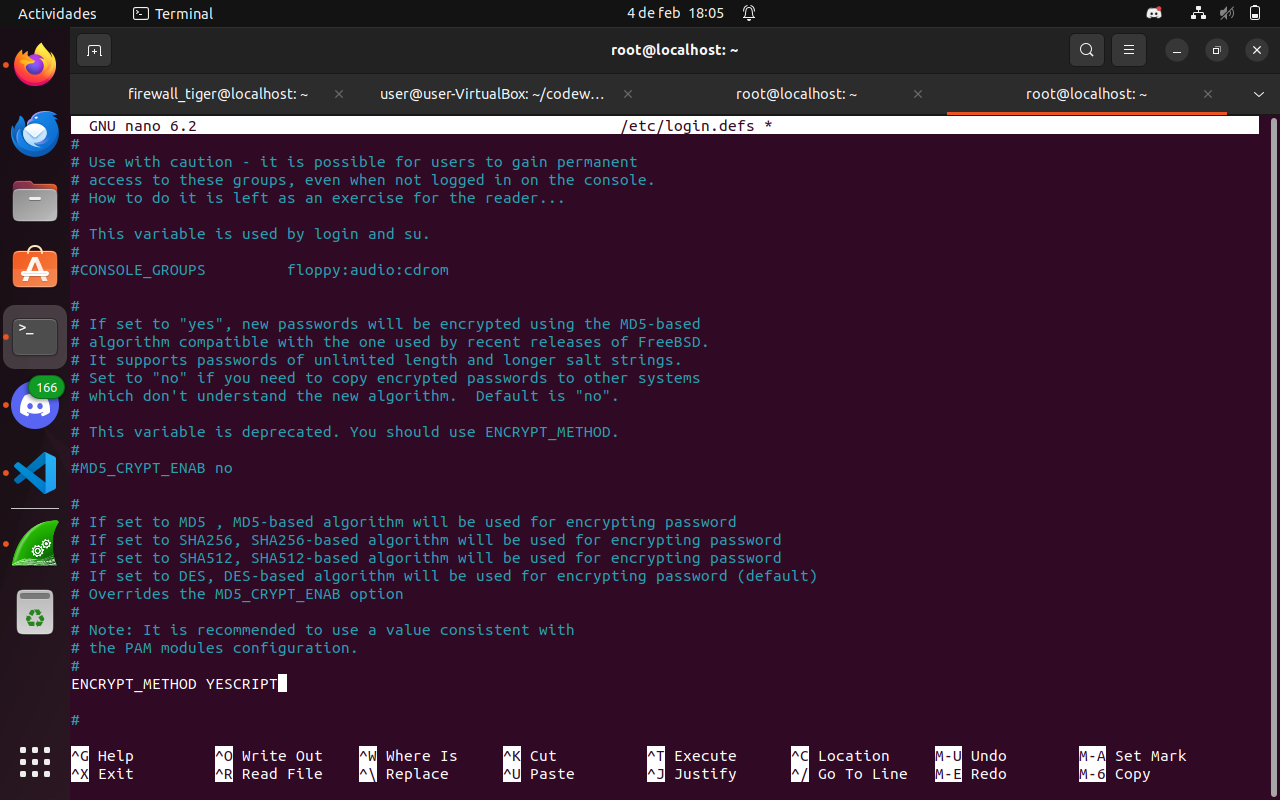 Actividades
Terminal
4 de feb 18:05
root@localhost: ~
firewall_tiger@localhost: ~
user@user-VirtualBox: ~/codew…
root@localhost: ~
root@localhost: ~
GNU nano 6.2 /etc/login.defs *
#
# Use with caution - it is possible for users to gain permanent
# access to these groups, even when not logged in on the console.
# How to do it is left as an exercise for the reader...
#
# This variable is used by login and su.
#
#CONSOLE_GROUPS floppy:audio:cdrom
#
# If set to "yes", new passwords will be encrypted using the MD5-based
# algorithm compatible with the one used by recent releases of FreeBSD.
# It supports passwords of unlimited length and longer salt strings.
# Set to "no" if you need to copy encrypted passwords to other systems
# which don't understand the new algorithm.  Default is "no".
#
# This variable is deprecated. You should use ENCRYPT_METHOD.
#
#MD5_CRYPT_ENAB no
#
# If set to MD5 , MD5-based algorithm will be used for encrypting password
# If set to SHA256, SHA256-based algorithm will be used for encrypting password
# If set to SHA512, SHA512-based algorithm will be used for encrypting password
# If set to DES, DES-based algorithm will be used for encrypting password (default)
# Overrides the MD5_CRYPT_ENAB option
#
# Note: It is recommended to use a value consistent with
# the PAM modules configuration.
#
ENCRYPT_METHOD YESCRIPT
#
^G Help ^O Write Out ^W Where Is ^K Cut ^T Execute ^C Location M-U Undo M-A Set Mark
^X Exit ^R Read File ^\ Replace ^U Paste ^J Justify ^/ Go To Line M-E Redo M-6 Copy
166
>_